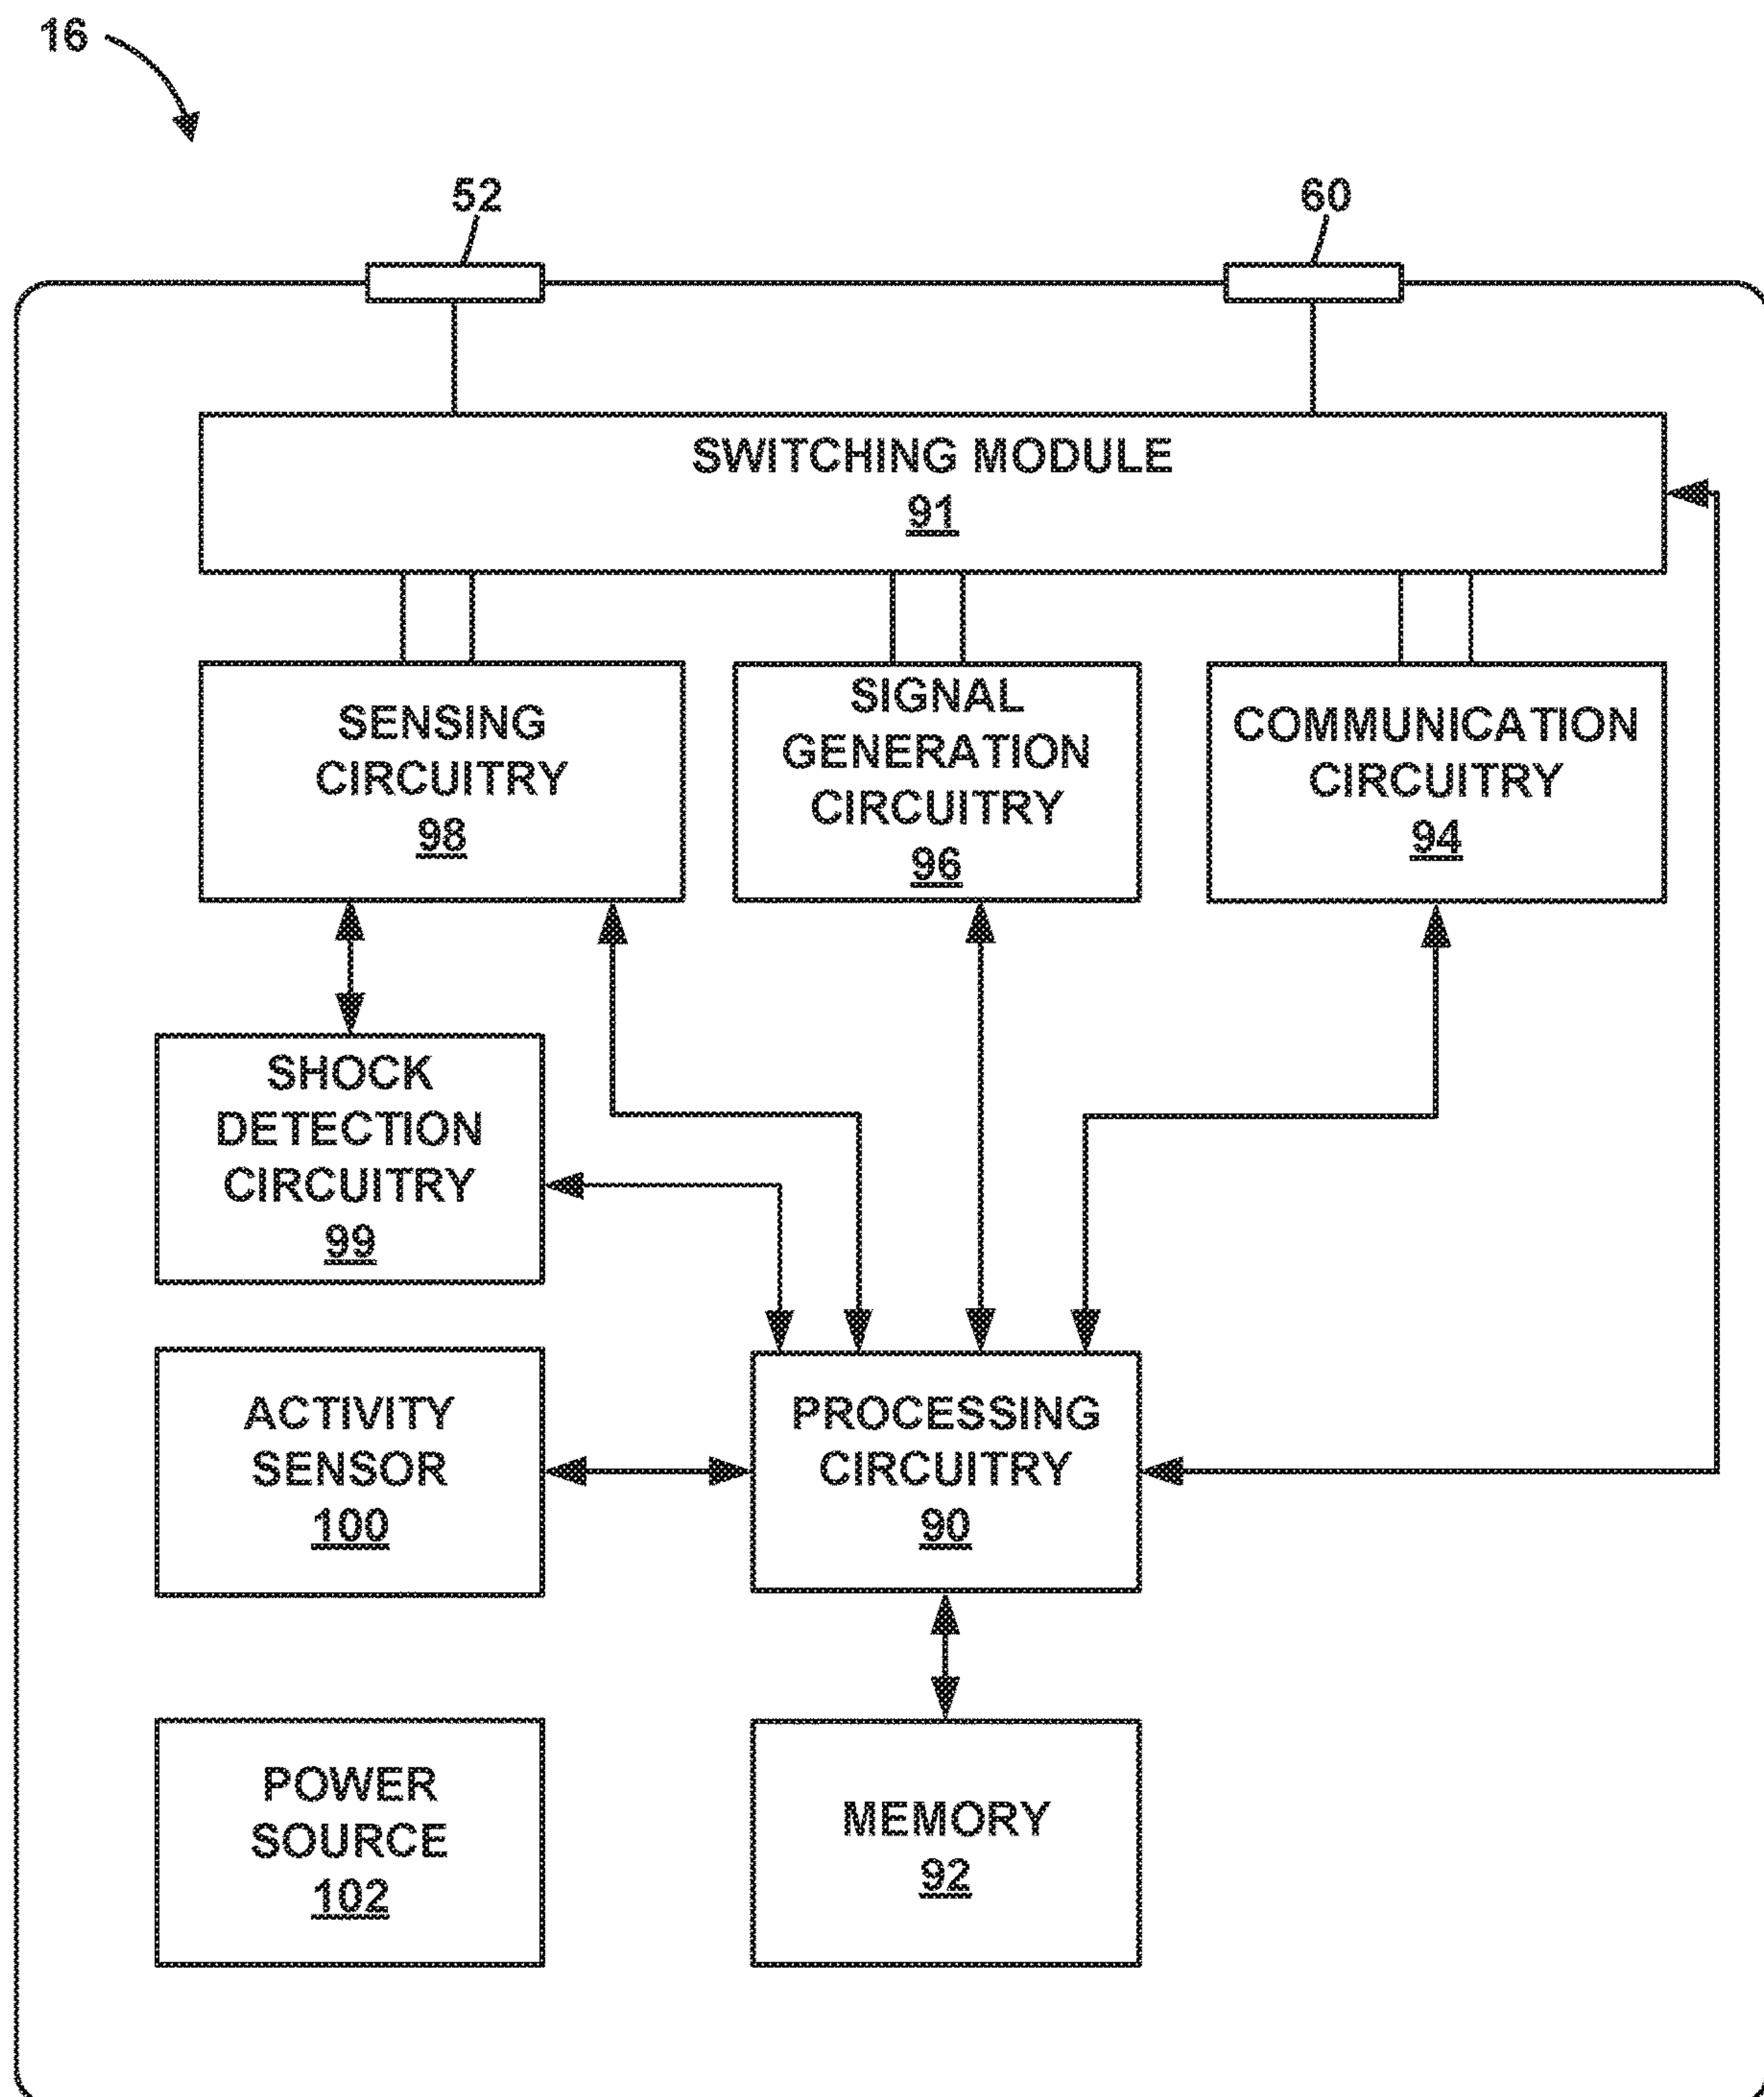 16
52
60
SWITCHING MODULE
91
SENSING
CIRCUITRY
98
SIGNAL
GENERATION
CIRCUITRY
96
COMMUNICATION
CIRCUITRY
94
SHOCK
DETECTION
CIRCUITRY
99
ACTIVITY
SENSOR
100
PROCESSING
CIRCUITRY
90
POWER
SOURCE
102
MEMORY
92